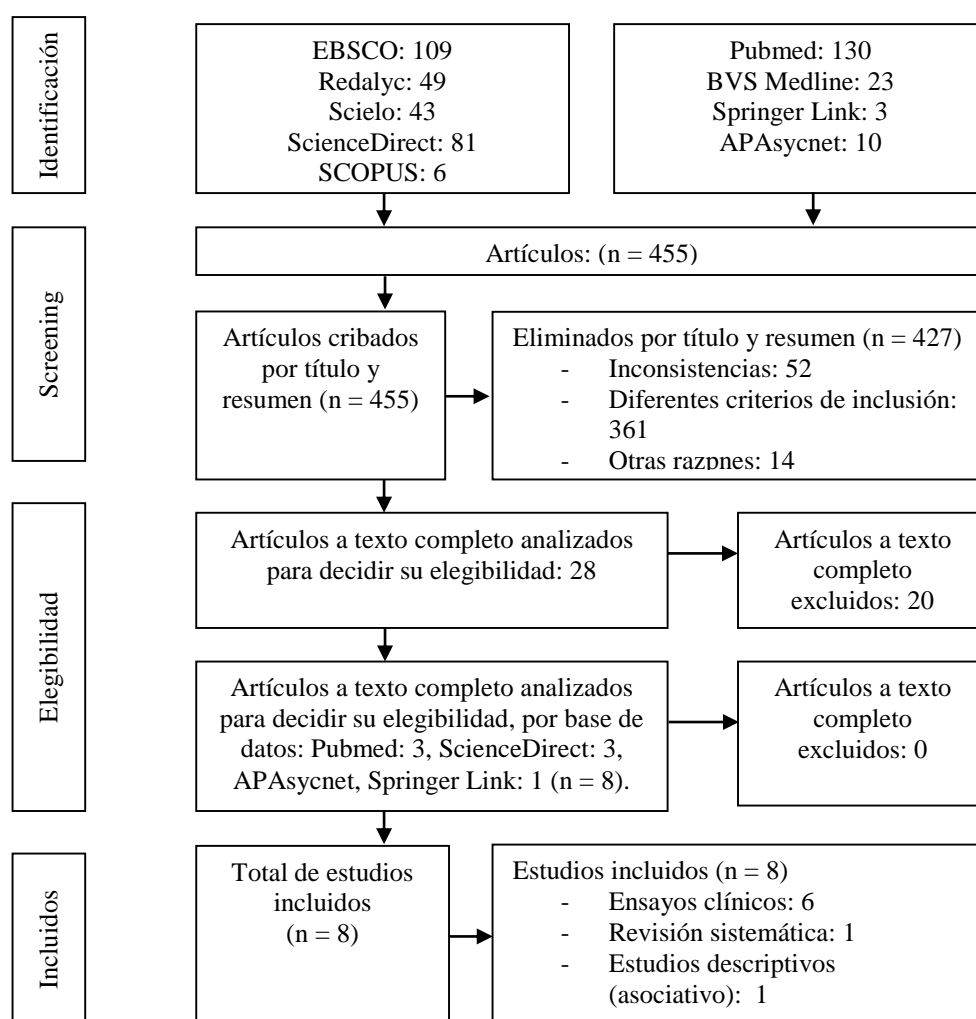 Identificación
EBSCO: 109
Redalyc: 49
Scielo: 43
ScienceDirect: 81
SCOPUS: 6
Pubmed: 130
BVS Medline: 23
Springer Link: 3
APAsycnet: 10
Screening
Artículos: (n = 455)
Artículos cribados
por título y
resumen (n = 455)
Eliminados por título y resumen (n = 427)
- Inconsistencias: 52
- Diferentes criterios de inclusión:
361
- Otras razpnes: 14
Elegibilidad
Artículos a texto completo analizados
para decidir su elegibilidad: 28
Artículos a texto
completo
excluidos: 20
Artículos a texto completo analizados
para decidir su elegibilidad, por base de
datos: Pubmed: 3, ScienceDirect: 3,
APAsycnet, Springer Link: 1 (n = 8).
Artículos a texto
completo
excluidos: 0
Incluidos
Total de estudios
incluidos
(n = 8)
Estudios incluidos (n = 8)
- Ensayos clínicos: 6
- Revisión sistemática: 1
- Estudios descriptivos
(asociativo): 1